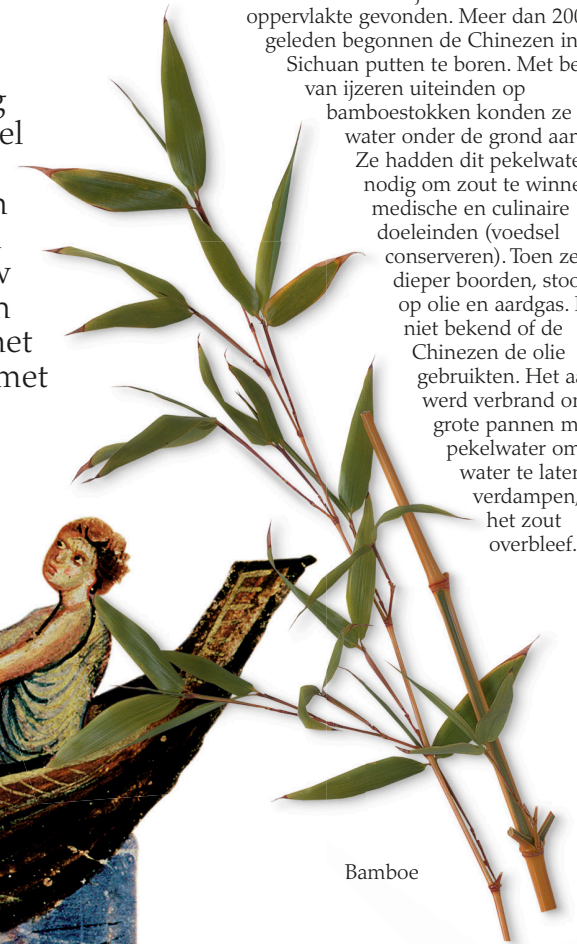 oppervlakte gevonden. Meer dan 200
geleden begonnen de Chinezen in
Sichuan putten te boren. Met be
van ijzeren uiteinden op
bamboestokken konden ze
water onder de grond aan
Ze hadden dit pekelwate
nodig om zout te winne
medische en culinaire
doeleinden (voedsel
conserveren). Toen ze
dieper boorden, stoo
op olie en aardgas.
niet bekend of de
Chinezen de olie
gebruikten. Het aa
werd verbrand on
grote pannen m
pekelwater om
water te laten
verdampen,
het zout
overbleef.
g
el
n
w
n
net
met
Bamboe